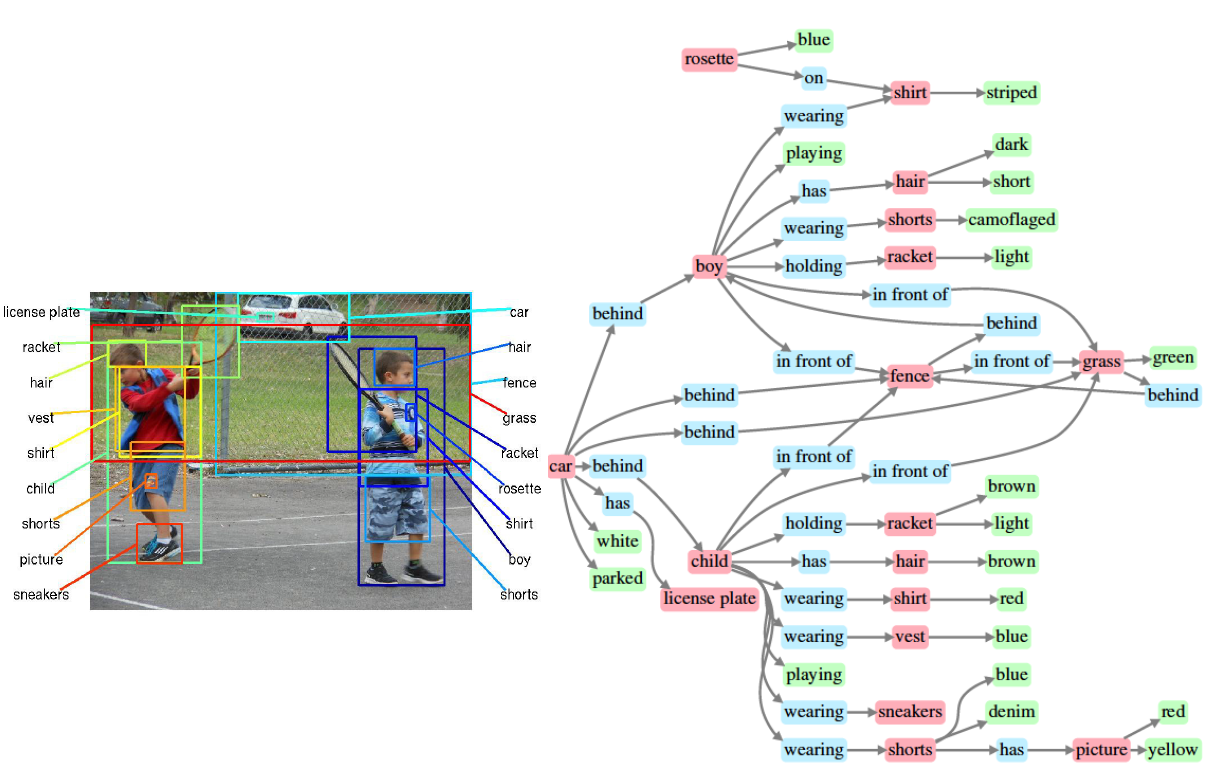 license plate
racket
hair
vest
shirt
child
shorts
picture
sneakers
car
hair
fence
grass
racket
rosette
shirt
boy
shorts
rosette
blue
on
shirt
striped
wearing
playing
dark
has
hair
short
wearing
shorts
camoflaged
boy
holding
racket
light
in front of
behind
behind
in front of
fence
in front of
grass
green
behind
behind
behind
car
behind
in front of
in front of
has
brown
white
holding
racket
light
parked
child
has
hair
brown
license plate
wearing
shirt
red
wearing
vest
blue
playing
blue
wearing
sneakers
denim
red
wearing
shorts
has
picture
yellow